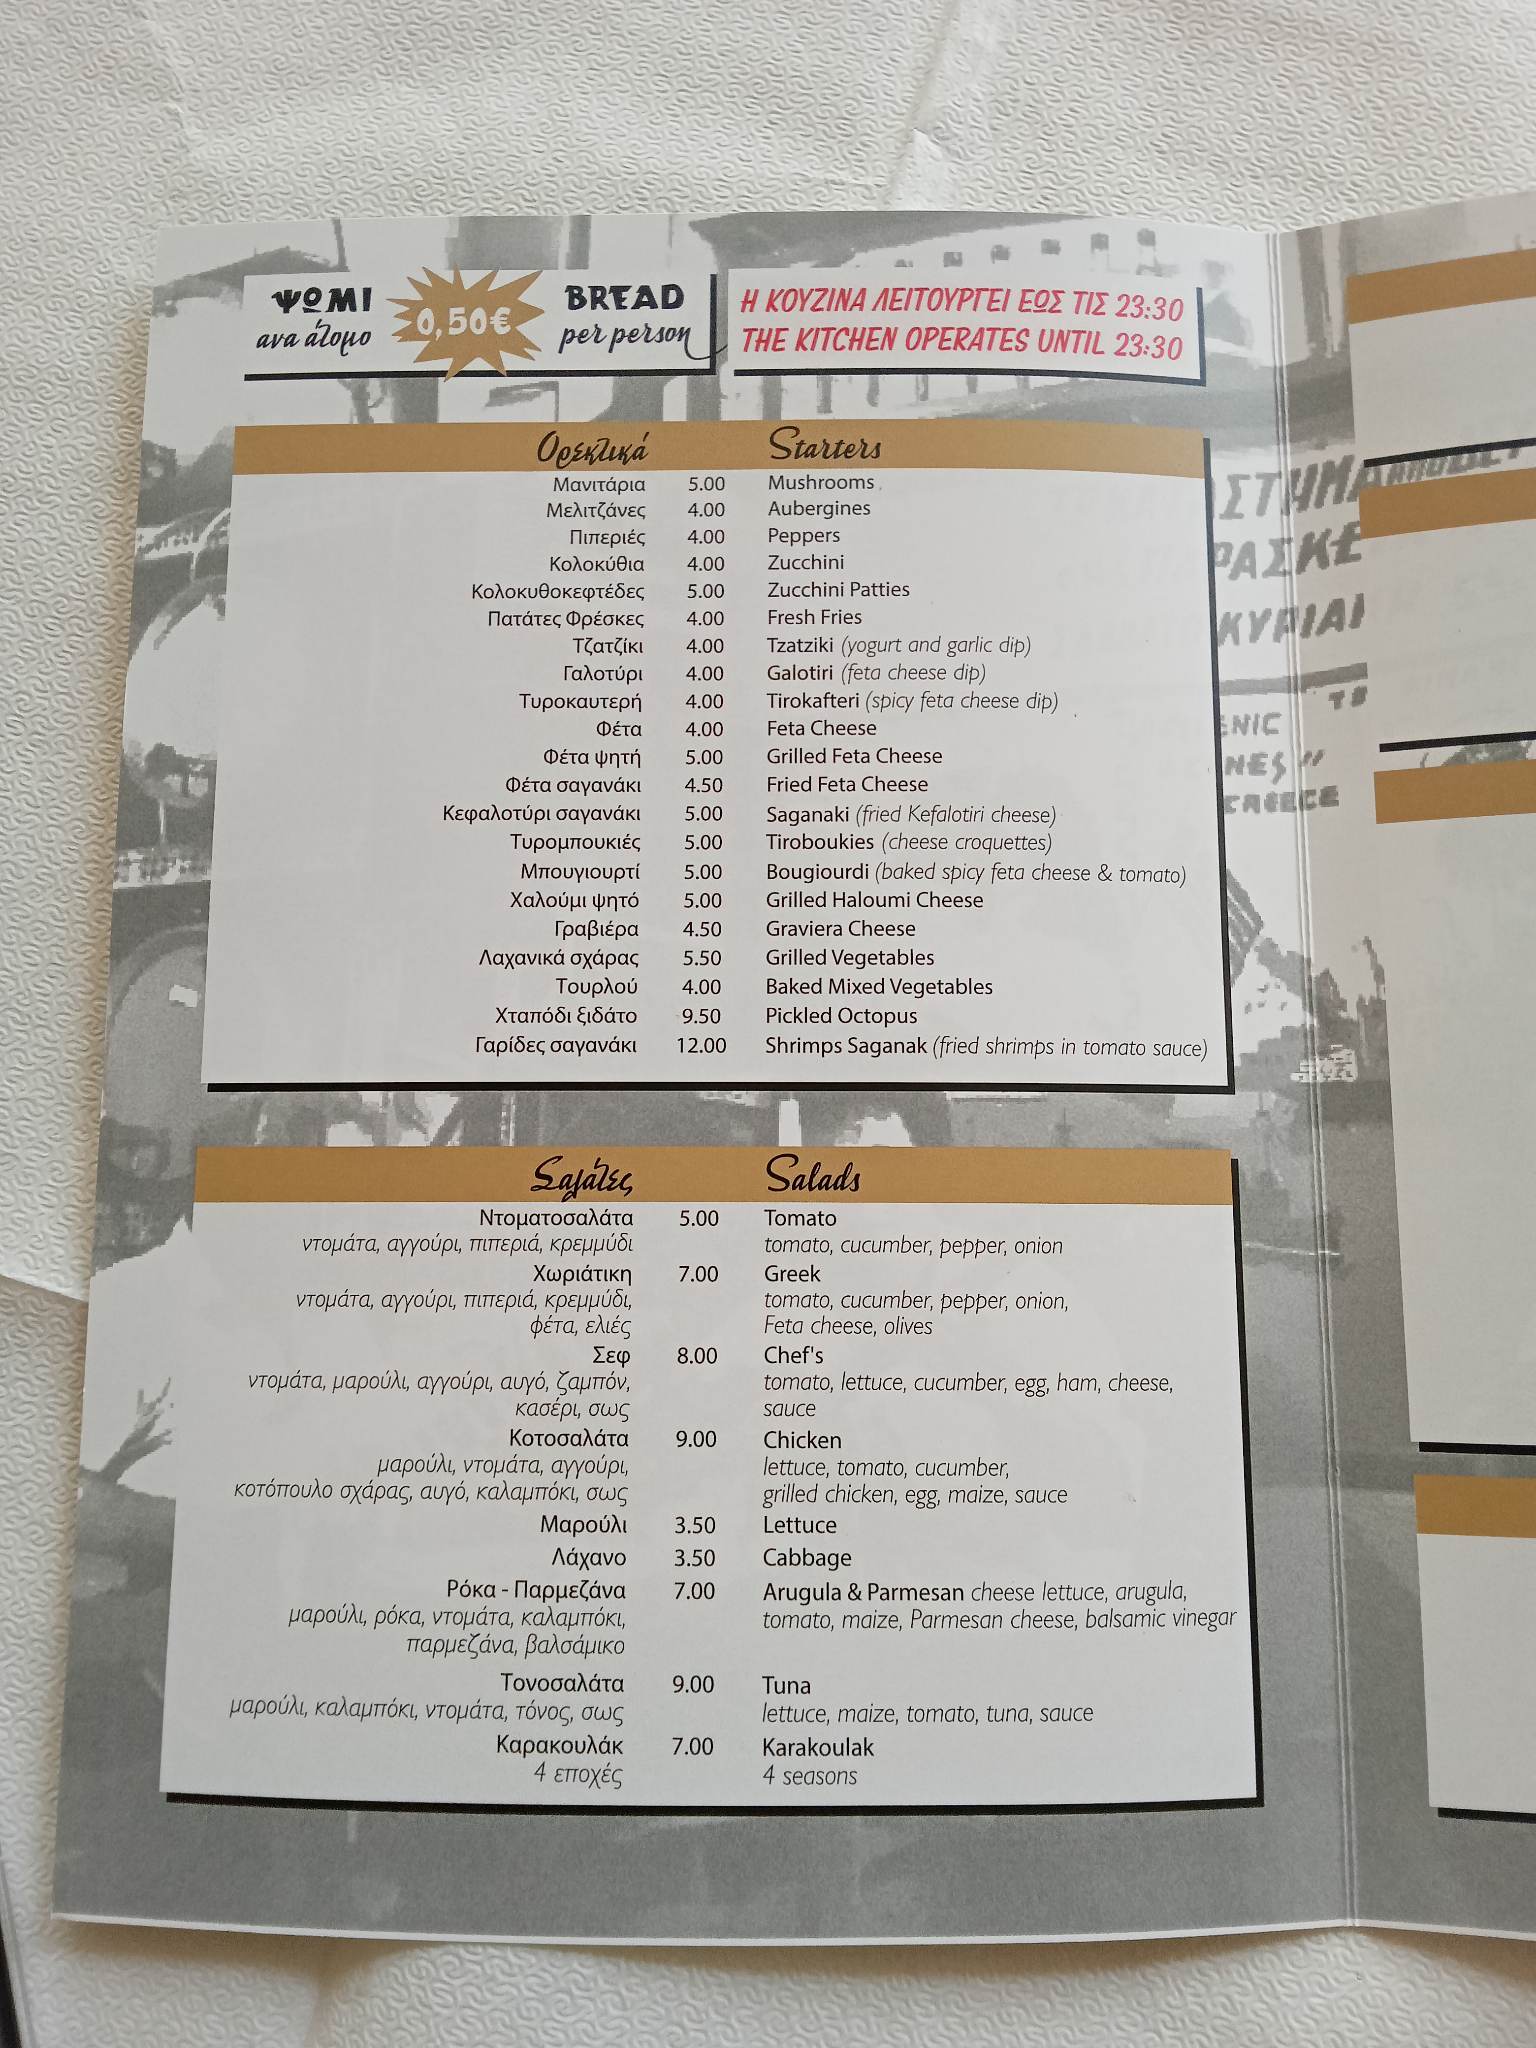 ΨΩΜΙ
ανα άτομο
0,50€
BREAD
per person
Η ΚΟΥΖΙΝΑ ΛΕΙΤΟΥΡΓΕΙ ΕΩΣ ΤΙΣ 23:30
THE KITCHEN OPERATES UNTIL 23:30
Ορεκτικά Starters
Μανιτάρια 5.00 Mushrooms
Μελιτζάνες 4.00 Aubergines
Πιπεριές 4.00 Peppers
Κολοκύθια 4.00 Zucchini
Κολοκυθοκεφτέδες 5.00 Zucchini Patties
Πατάτες Φρέσκες 4.00 Fresh Fries
Τζατζίκι 4.00 Tzatziki (yogurt and garlic dip)
Γαλοτύρι 4.00 Galotiri (feta cheese dip)
Τυροκαυτερή 4.00 Tirokafteri (spicy feta cheese dip)
Φέτα 4.00 Feta Cheese
Φέτα ψητή 5.00 Grilled Feta Cheese
Φέτα σαγανάκι 4.50 Fried Feta Cheese
Κεφαλοτύρι σαγανάκι 5.00 Saganaki (fried Kefalotiri cheese)
Τυρομπουκιές 5.00 Tiroboukies (cheese croquettes)
Μπουγιουρτί 5.00 Bougiourdi (baked spicy feta cheese & tomato)
Χαλούμι ψητό 5.00 Grilled Haloumi Cheese
Γραβιέρα 4.50 Graviera Cheese
Λαχανικά σχάρας 5.50 Grilled Vegetables
Τουρλού 4.00 Baked Mixed Vegetables
Χταπόδι ξιδάτο 9.50 Pickled Octopus
Γαρίδες σαγανάκι 12.00 Shrimps Saganak (fried shrimps in tomato sauce)
Σαλάτες Salads
Ντοματοσαλάτα 5.00 Tomato
ντομάτα, αγγούρι, πιπεριά, κρεμμύδι tomato, cucumber, pepper, onion
Χωριάτικη 7.00 Greek
ντομάτα, αγγούρι, πιπεριά, κρεμμύδι, tomato, cucumber, pepper, onion,
φέτα, ελιές Feta cheese, olives
Σεφ 8.00 Chef's
ντομάτα, μαρούλι, αγγούρι, αυγό, ζαμπόν, tomato, lettuce, cucumber, egg, ham, cheese,
κασέρι, σως sauce
Κοτοσαλάτα 9.00 Chicken
μαρούλι, ντομάτα, αγγούρι, lettuce, tomato, cucumber,
κοτόπουλο σχάρας, αυγό, καλαμπόκι, σως grilled chicken, egg, maize, sauce
Μαρούλι 3.50 Lettuce
Λάχανο 3.50 Cabbage
Ρόκα - Παρμεζάνα 7.00 Arugula & Parmesan cheese lettuce, arugula,
μαρούλι, ρόκα, ντομάτα, καλαμπόκι, tomato, maize, Parmesan cheese, balsamic vinegar
παρμεζάνα, βαλσάμικο
Τονοσαλάτα 9.00 Tuna
μαρούλι, καλαμπόκι, ντομάτα, τόνος, σως lettuce, maize, tomato, tuna, sauce
Καρακουλάκ 7.00 Karakoulak
4 εποχές 4 seasons